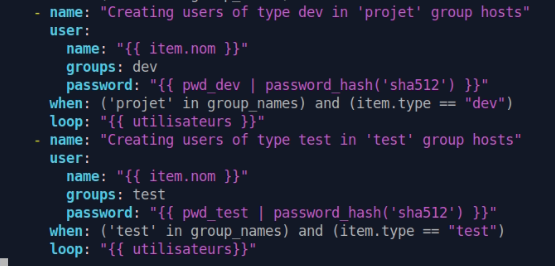 - name: "Creating users of type dev in 'projet' group hosts"
  user:
    name: "{{ item.nom }}"
    groups: dev
    password: "{{ pwd_dev | password_hash('sha512') }}"
  when: ('projet' in group_names) and (item.type == "dev")
  loop: "{{ utilisateurs }}"
- name: "Creating users of type test in 'test' group hosts"
  user:
    name: "{{ item.nom }}"
    groups: test
    password: "{{ pwd_test | password_hash('sha512') }}"
  when: ('test' in group_names) and (item.type == "test")
  loop: "{{ utilisateurs}}"